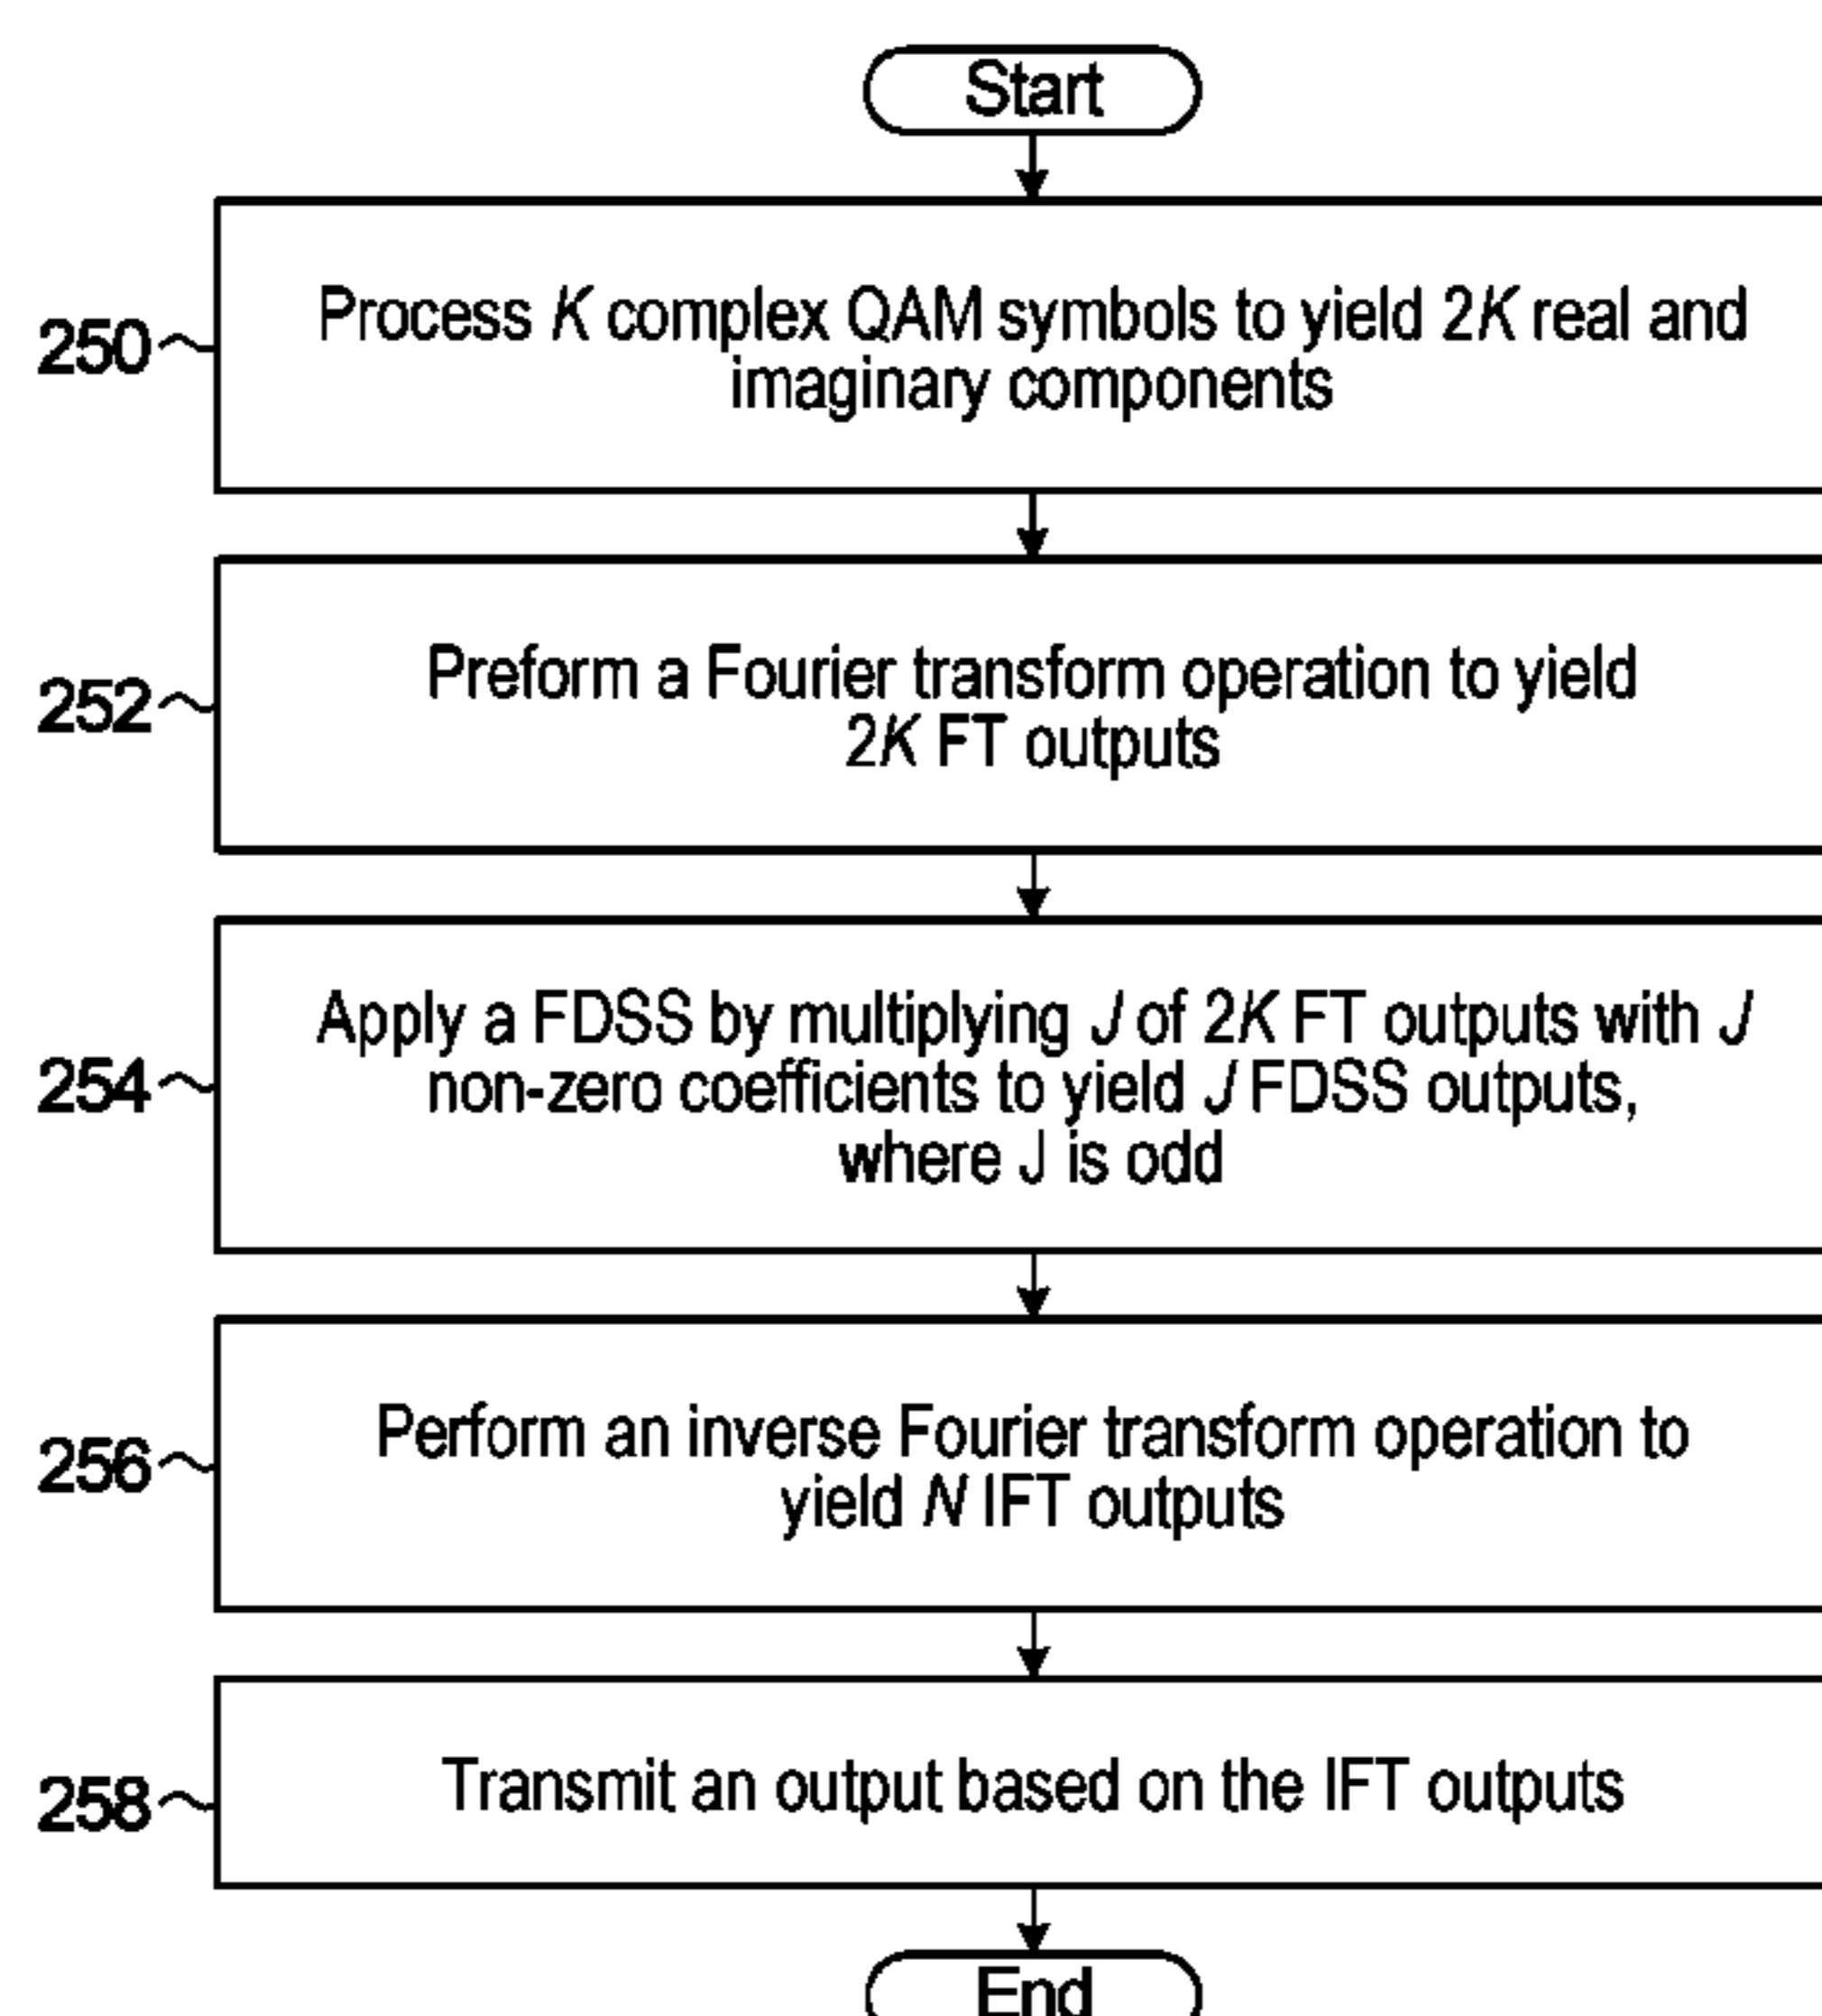 Start
250
Process K complex QAM symbols to yield 2K real and
imaginary components
252
Preform a Fourier transform operation to yield
2K FT outputs
254
Apply a FDSS by multiplying J of 2K FT outputs with J
non-zero coefficients to yield J FDSS outputs,
where J is odd
256
Perform an inverse Fourier transform operation to
yield N IFT outputs
258
Transmit an output based on the IFT outputs
End